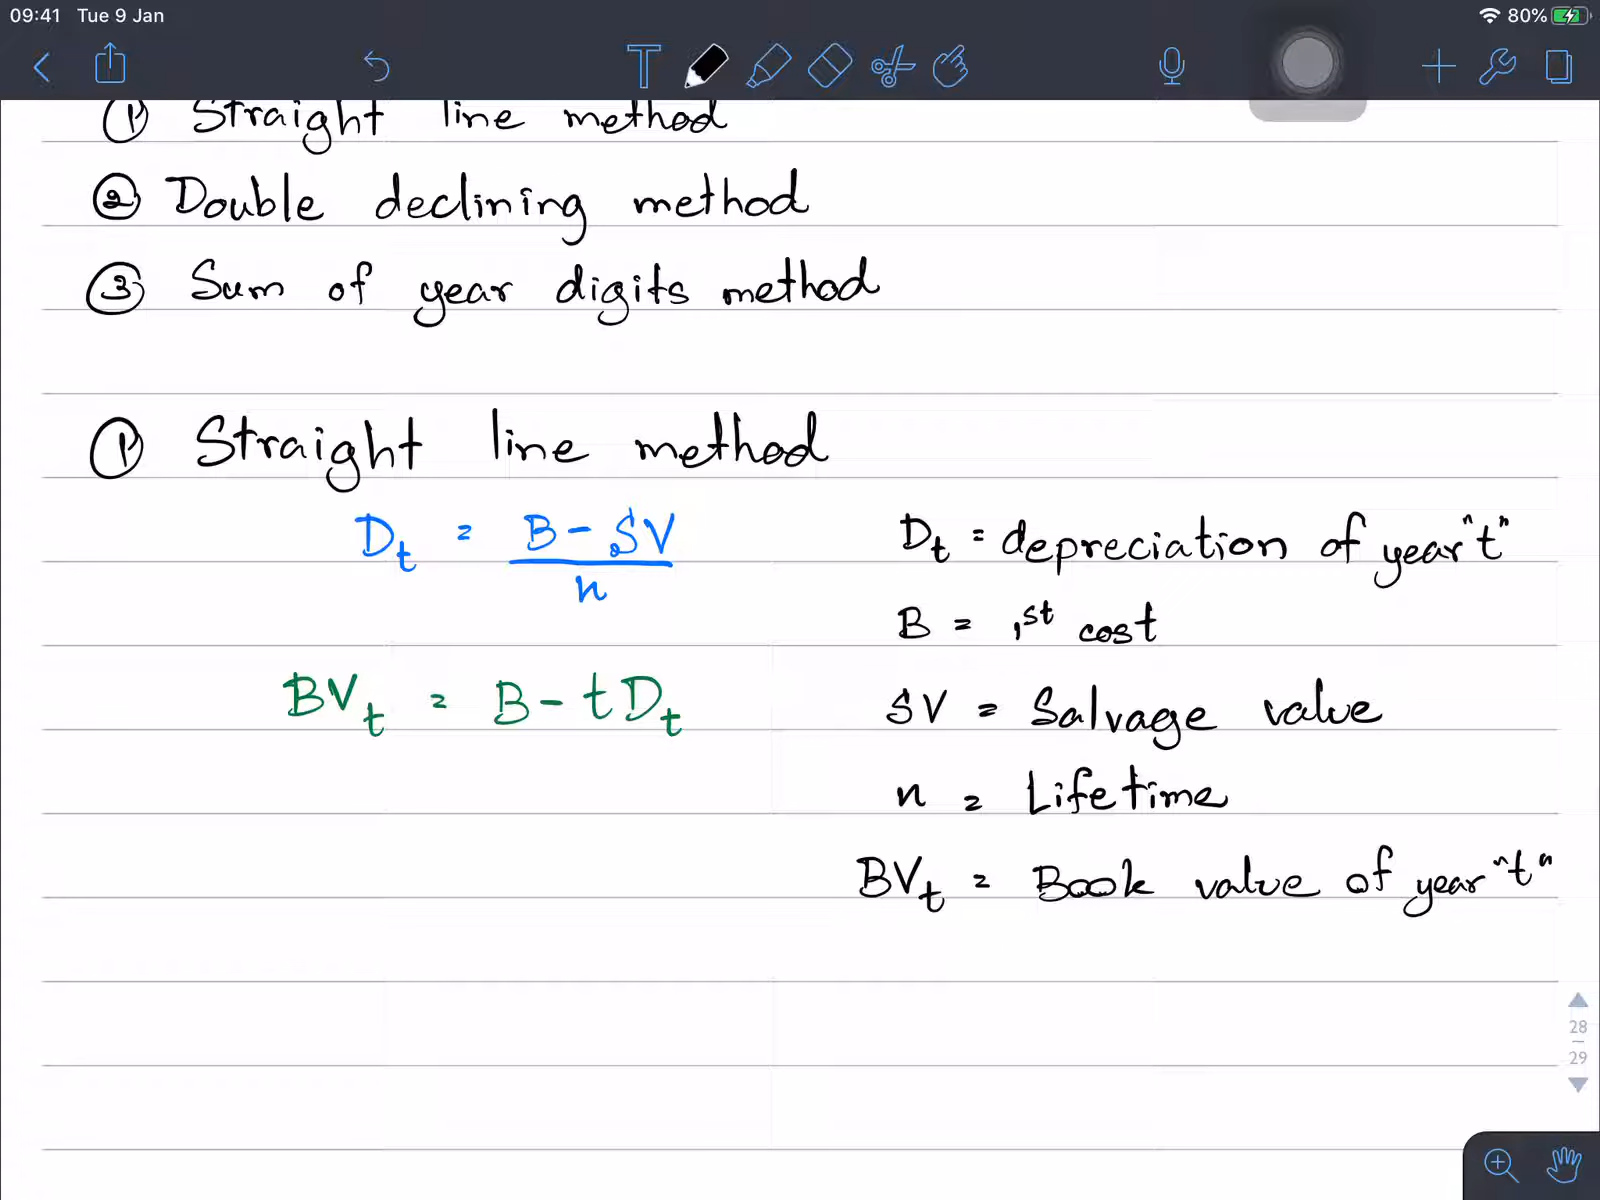 09:41 Tue 9 Jan 80%
① Straight line method
② Double declining method
③ Sum of year digits method
① Straight line method
Dt = B - SV / n
Dt = depreciation of year "t"
B = 1st cost
BVt = B - t Dt
SV = Salvage value
n = Lifetime
BVt = Book value of year "t"
28
29